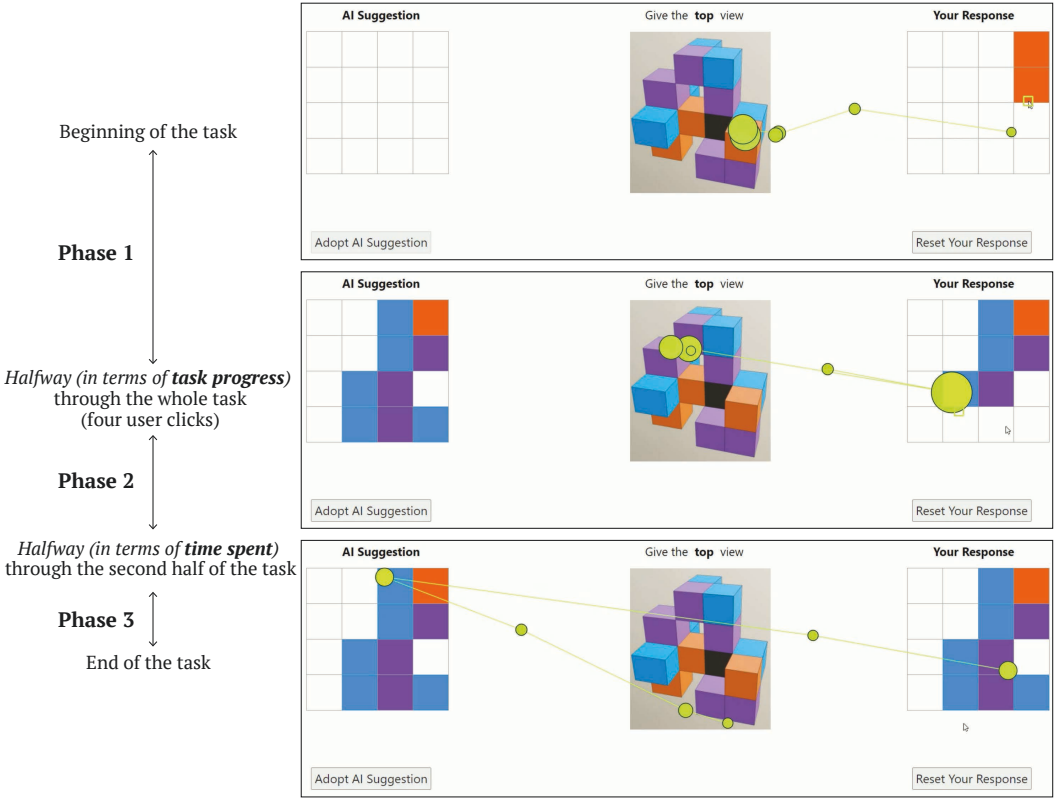 Beginning of the task
Phase 1
Halfway (in terms of task progress)
through the whole task
(four user clicks)
Phase 2
Halfway (in terms of time spent)
through the second half of the task
Phase 3
End of the task
AI Suggestion
Give the top view
Your Response
Adopt AI Suggestion
Reset Your Response
AI Suggestion
Give the top view
Your Response
Adopt AI Suggestion
Reset Your Response
AI Suggestion
Give the top view
Your Response
Adopt AI Suggestion
Reset Your Response